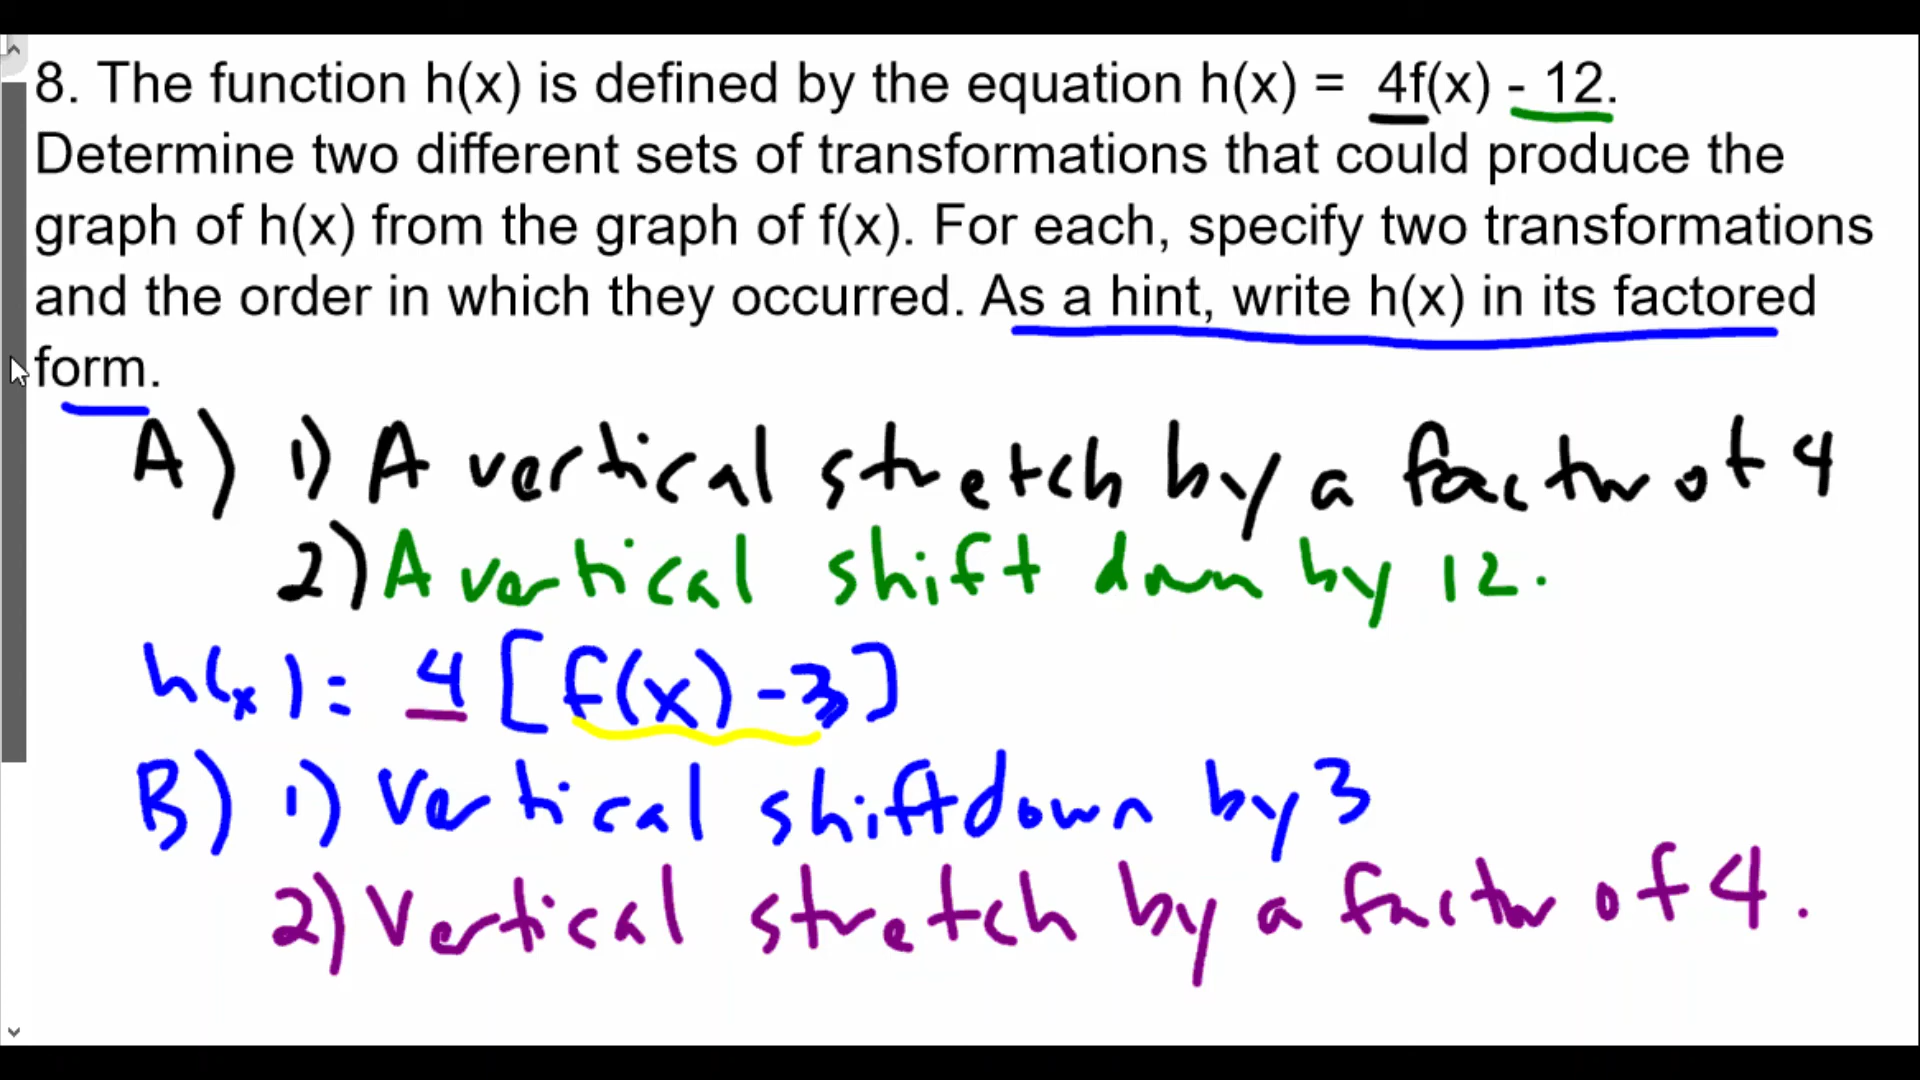 8. The function h(x) is defined by the equation h(x) = 4f(x) - 12.
Determine two different sets of transformations that could produce the
graph of h(x) from the graph of f(x). For each, specify two transformations
and the order in which they occurred. As a hint, write h(x) in its factored
form.
A) 1) A vertical stretch by a factor of 4
2) A vertical shift down by 12.
h(x) = 4 [f(x) - 3]
B) 1) Vertical shift down by 3
2) Vertical stretch by a factor of 4.